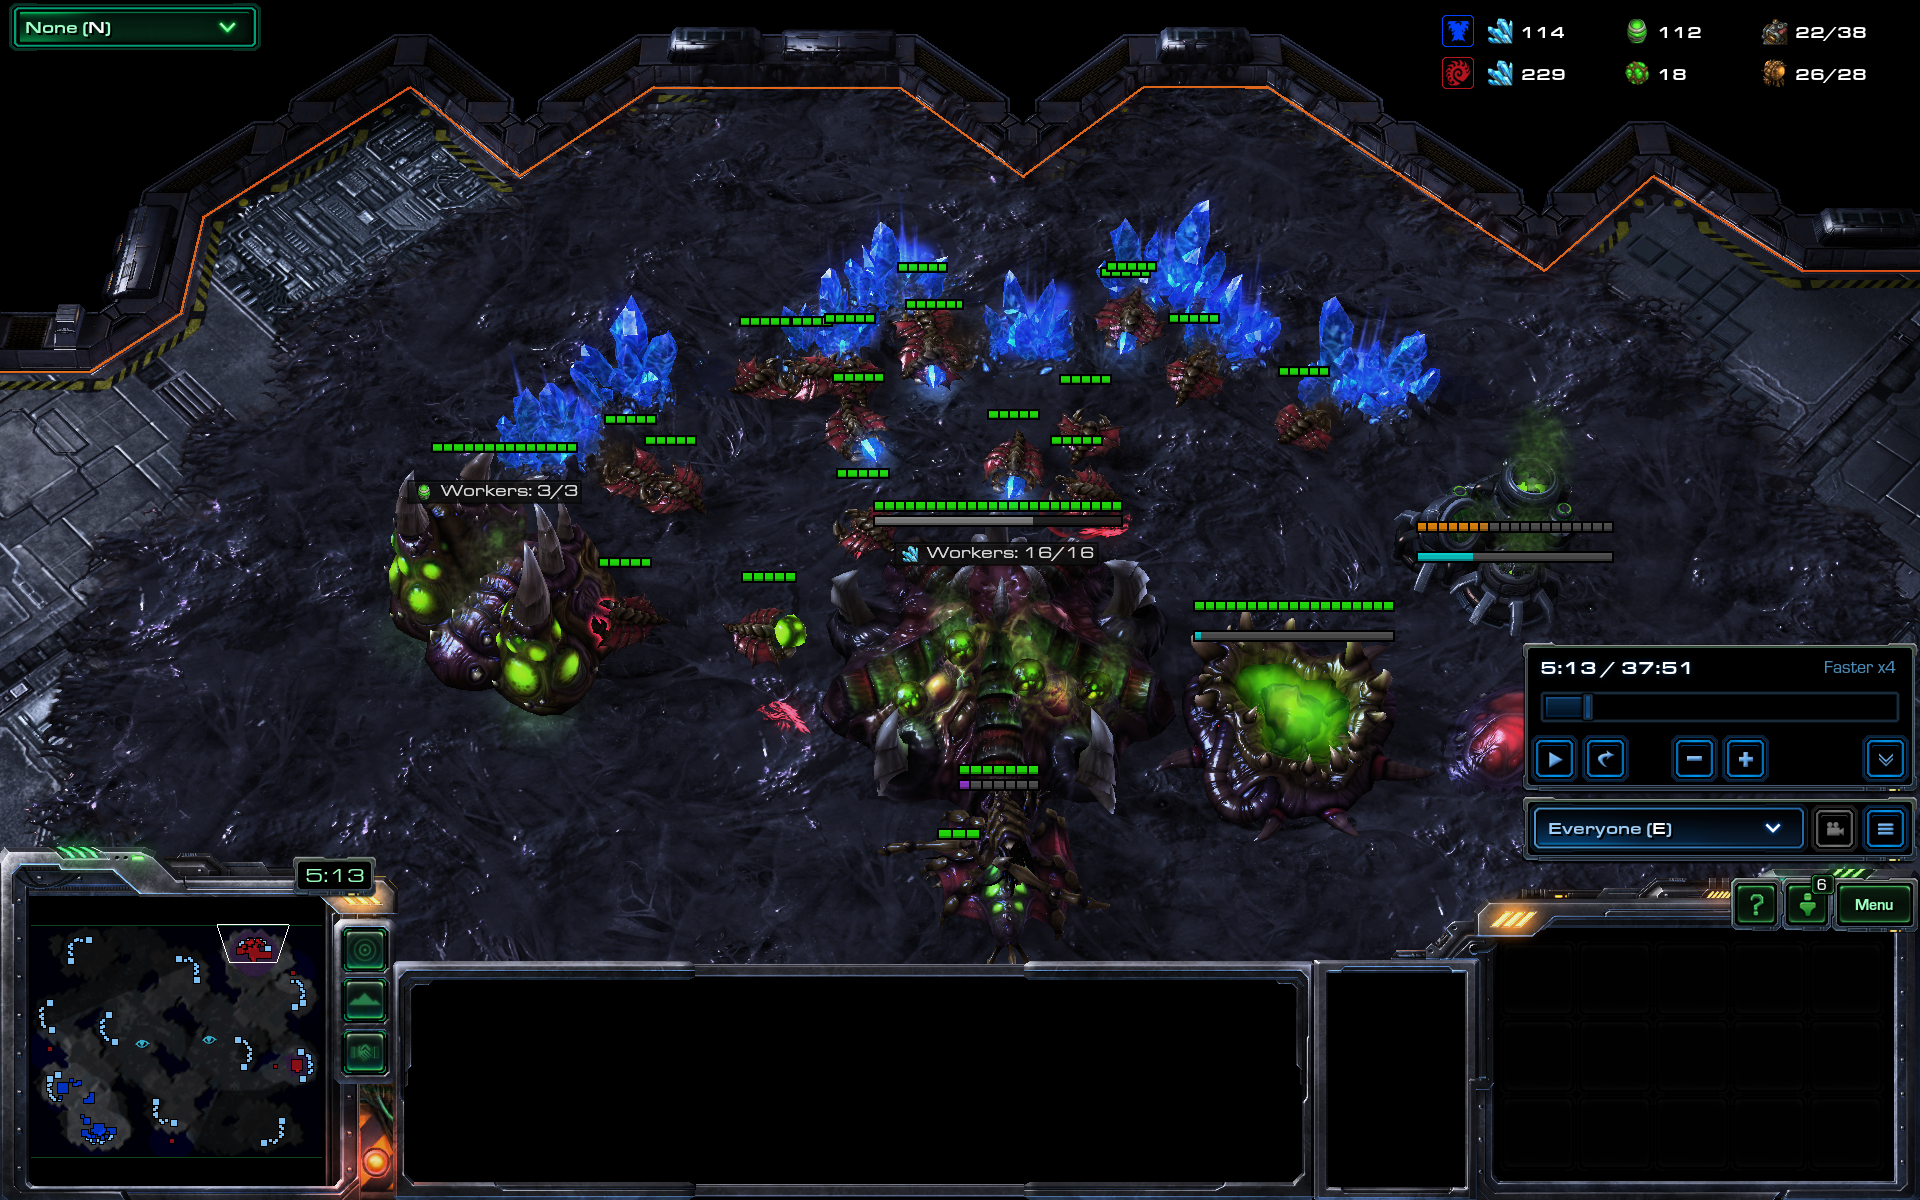 None (N)
114 112 22/38
229 18 26/28
Workers: 3/3
Workers: 16/16
5:13 / 37:51 Faster x4
Everyone (E)
5:13
?
6
Menu